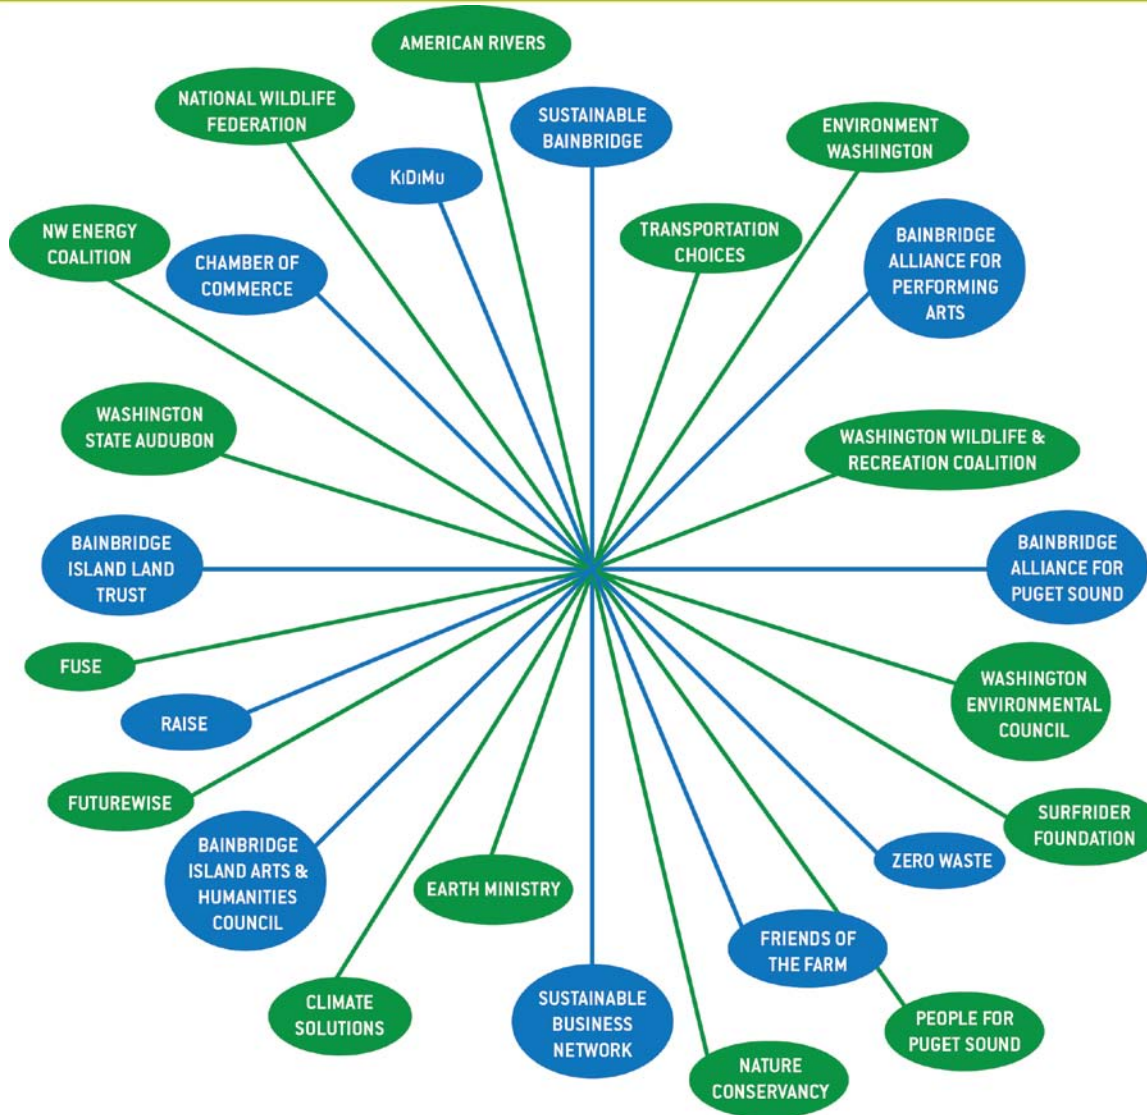 AMERICAN RIVERS
NATIONAL WILDLIFE
FEDERATION
SUSTAINABLE
BAINBRIDGE
ENVIRONMENT
WASHINGTON
KiDiMu
NW ENERGY
COALITION
CHAMBER OF
COMMERCE
TRANSPORTATION
CHOICES
BAINBRIDGE
ALLIANCE FOR
PERFORMING
ARTS
WASHINGTON
STATE AUDUBON
WASHINGTON WILDLIFE &
RECREATION COALITION
BAINBRIDGE
ISLAND LAND
TRUST
BAINBRIDGE
ALLIANCE FOR
PUGET SOUND
FUSE
RAISE
WASHINGTON
ENVIRONMENTAL
COUNCIL
FUTUREWISE
SURFRIDER
FOUNDATION
BAINBRIDGE
ISLAND ARTS &
HUMANITIES
COUNCIL
EARTH MINISTRY
ZERO WASTE
FRIENDS OF
THE FARM
CLIMATE
SOLUTIONS
SUSTAINABLE
BUSINESS
NETWORK
PEOPLE FOR
PUGET SOUND
NATURE
CONSERVANCY